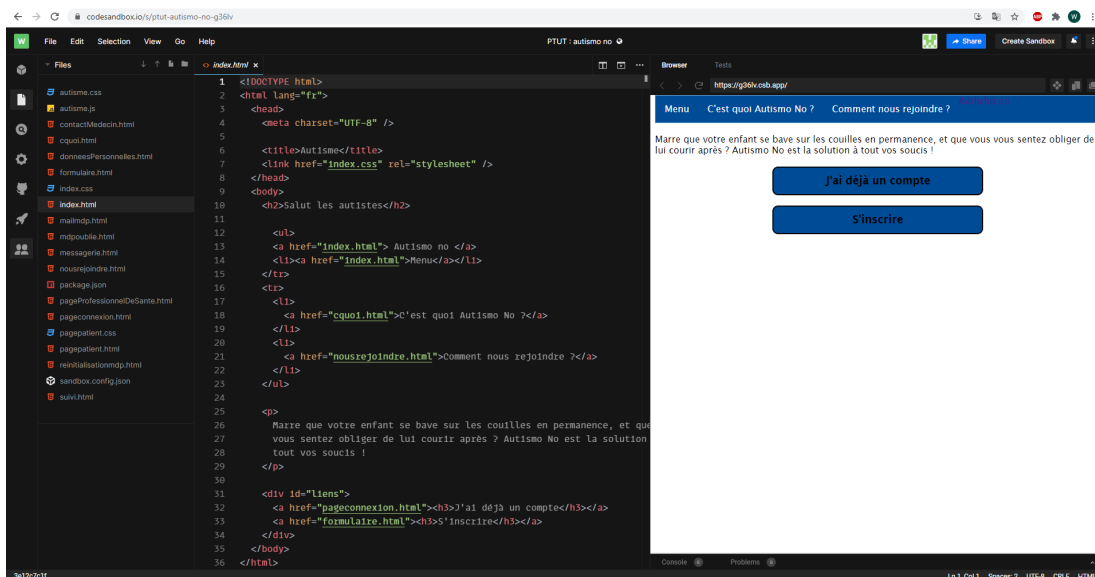 codesandbox.io/s/ptut-autismo-no-g36lv
W
File Edit Selection View Go Help
PTUT : autismo no
Share
Create Sandbox
Files
autisme.css
autisme.js
contactMedecin.html
cquoi.html
donneesPersonnelles.html
formulaire.html
index.css
index.html
mailmdp.html
mdpoublie.html
messagerie.html
nousrejoindre.html
package.json
pageProfessionnelDeSante.html
pageconnexion.html
pagepatient.css
pagepatient.html
reinitialisationmdp.html
sandbox.config.json
suivi.html
index.html ×
1 <!DOCTYPE html>
2 <html lang="fr">
3 <head>
4 <meta charset="UTF-8" />
5
6 <title>Autisme</title>
7 <link href="index.css" rel="stylesheet" />
8 </head>
9 <body>
10 <h2>Salut les autistes</h2>
11
12 <ul>
13 <a href="index.html"> Autismo no </a>
14 <li><a href="index.html">Menu</a></li>
15 </tr>
16 <tr>
17 <li>
18 <a href="cquoi.html">C'est quoi Autismo No ?</a>
19 </li>
20 <li>
21 <a href="nousrejoindre.html">Comment nous rejoindre ?</a>
22 </li>
23 </ul>
24
25 <p>
26 Marre que votre enfant se bave sur les couilles en permanence, et que
27 vous sentez obliger de lui courir après ? Autismo No est la solution
28 tout vos soucis !
29 </p>
30
31 <div id="liens">
32 <a href="pageconnexion.html"><h3>J'ai déjà un compte</h3></a>
33 <a href="formulaire.html"><h3>S'inscrire</h3></a>
34 </div>
35 </body>
36 </html>
Browser Tests
https://g36lv.csb.app/
Menu C'est quoi Autismo No ? Comment nous rejoindre ?
Marre que votre enfant se bave sur les couilles en permanence, et que vous vous sentez obliger de
lui courir après ? Autismo No est la solution à tout vos soucis !
J'ai déjà un compte
S'inscrire
Console 0 Problems 0
3e12c7c1f
Ln 1, Col 1 Spaces: 2 UTF-8 CRLF HTML